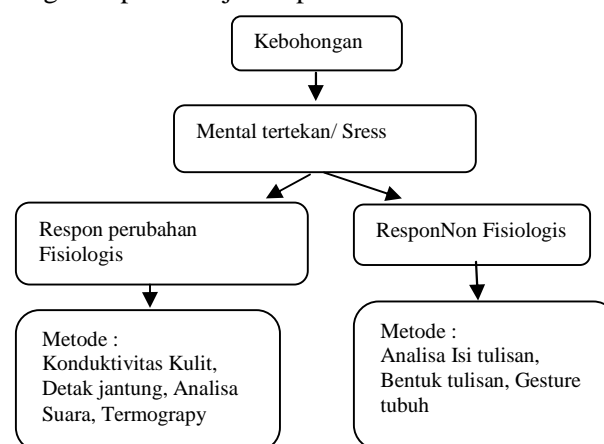 Kebohongan
Mental tertekan/ Sress
Respon perubahan
Fisiologis
ResponNon Fisiologis
Metode :
Konduktivitas Kulit,
Detak jantung, Analisa
Suara, Termograpy
Metode :
Analisa Isi tulisan,
Bentuk tulisan, Gesture
tubuh